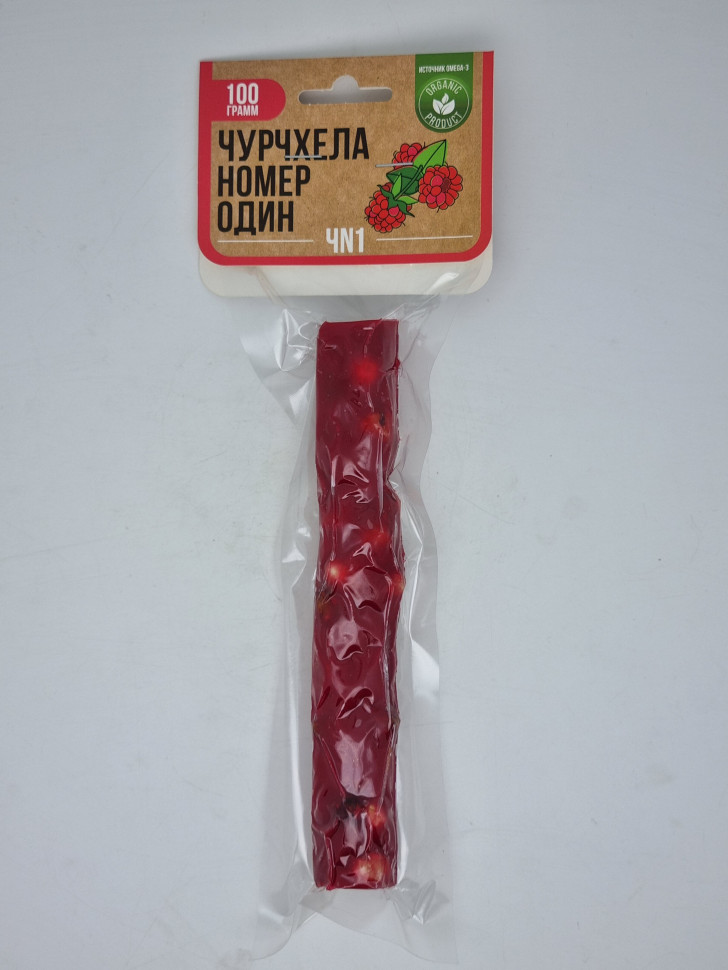 100
ГРАММ
ИСТОЧНИК OMEGA-3
ORGANIC
PRODUCT
ЧУРЧХЕЛА
НОМЕР
ОДИН
ЧN1